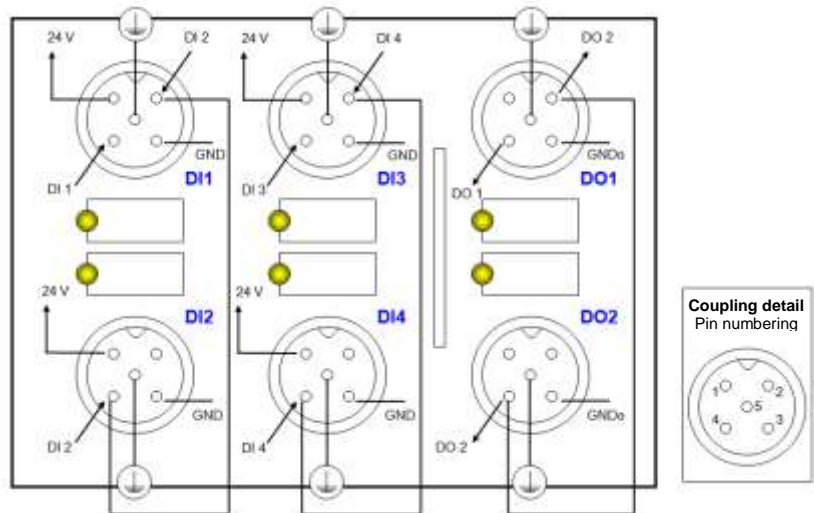 24 V DI 2 24 V DI 4 DO 2
GND GND GNDo
DI 1 DI1 DI 3 DI3 DO 1 DO1
24 V 24 V
DI2 DI4 DO2
GND GND GNDo
DI 2 DI 4 DO 2
Coupling detail
Pin numbering
1 2
5
4 3